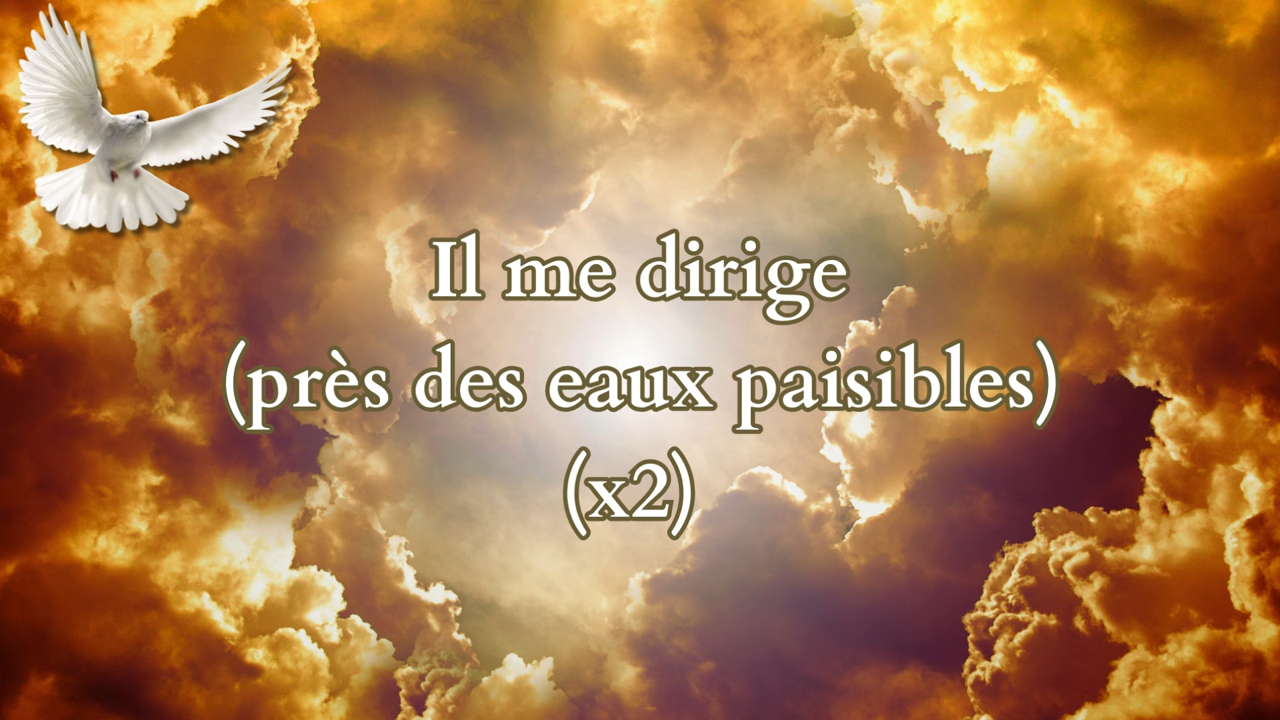 Il me dirige
(près des eaux paisibles)
(x2)